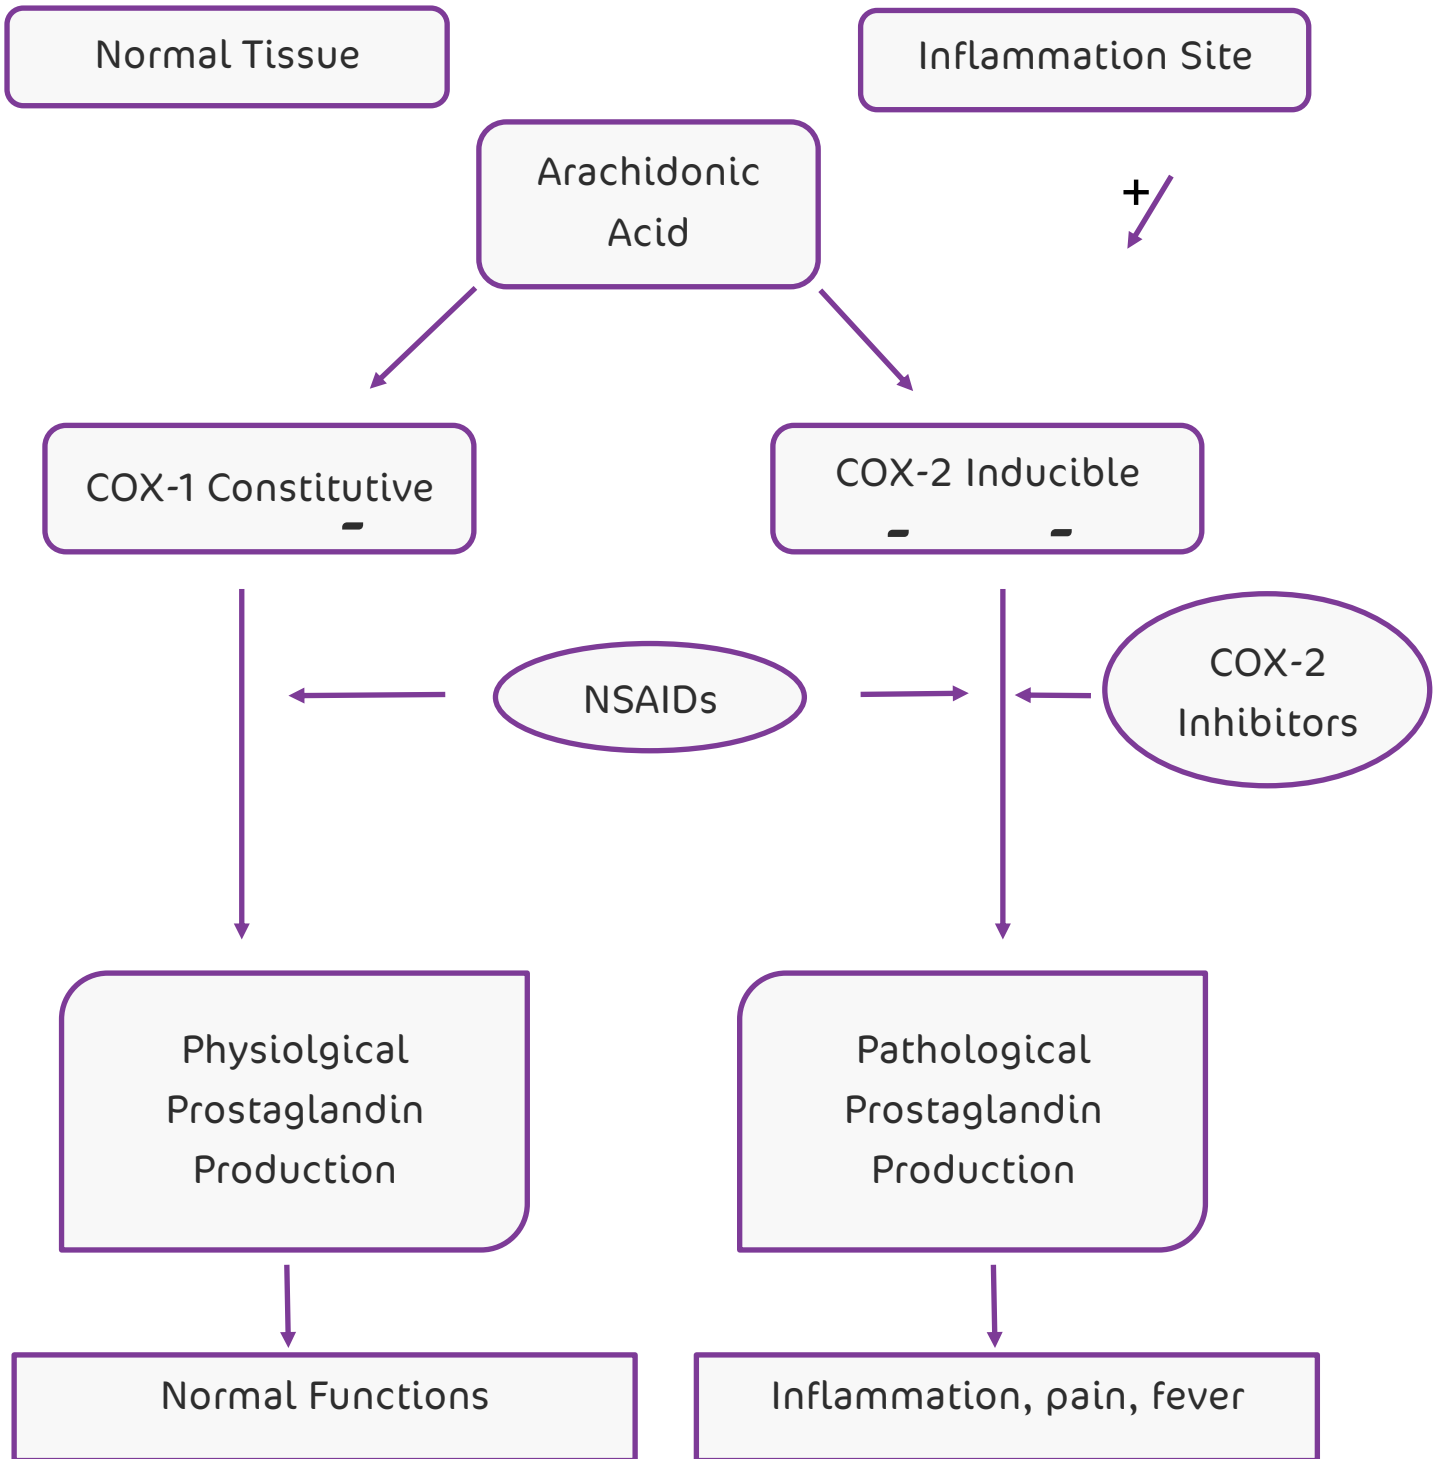 Normal Tissue
Inflammation Site
Arachidonic
Acid
+
COX-1 Constitutive
-
COX-2 Inducible
- -
NSAIDs
COX-2
Inhibitors
Physiolgical
Prostaglandin
Production
Pathological
Prostaglandin
Production
Normal Functions
Inflammation, pain, fever